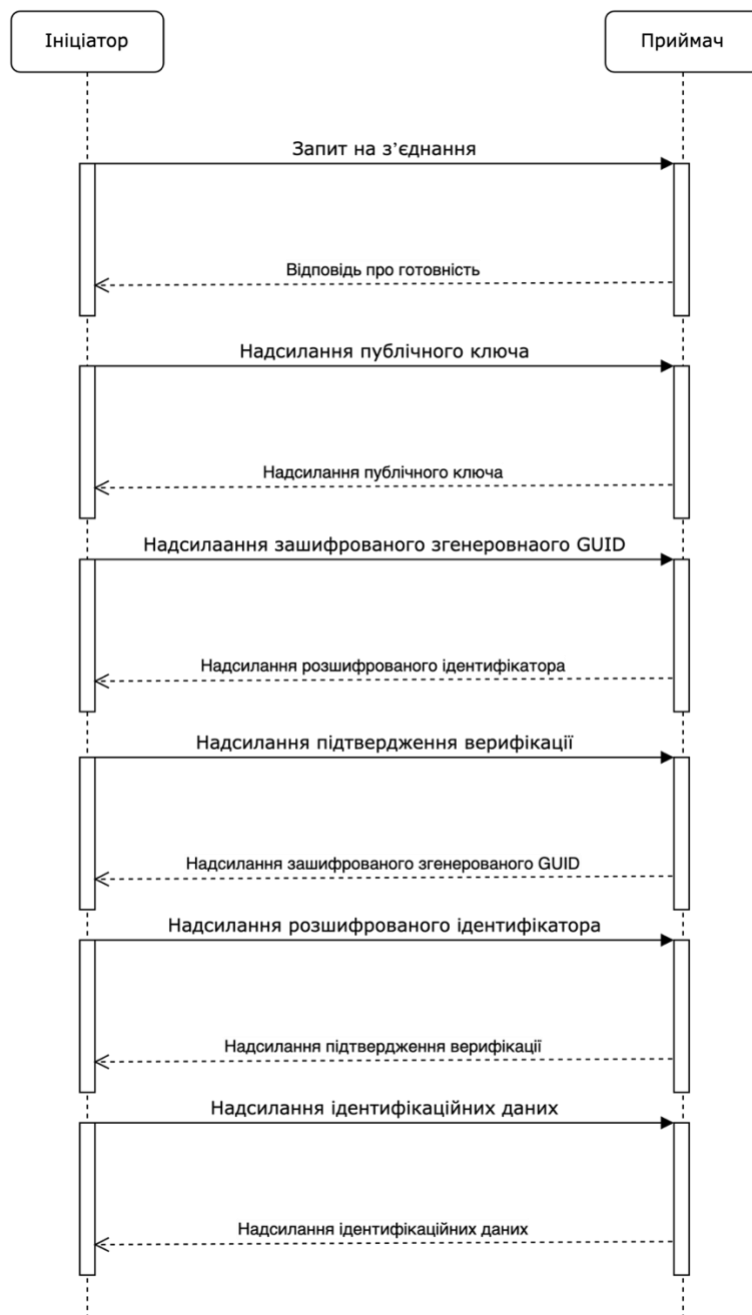 Ініціатор
Приймач
Запит на з’єднання
Відповідь про готовність
Надсилання публічного ключа
Надсилання публічного ключа
Надсилаання зашифрованого згенеровнаого GUID
Надсилання розшифрованого ідентифікатора
Надсилання підтвердження верифікації
Надсилання зашифрованого згенерованого GUID
Надсилання розшифрованого ідентифікатора
Надсилання підтвердження верифікації
Надсилання ідентифікаційних даних
Надсилання ідентифікаційних даних